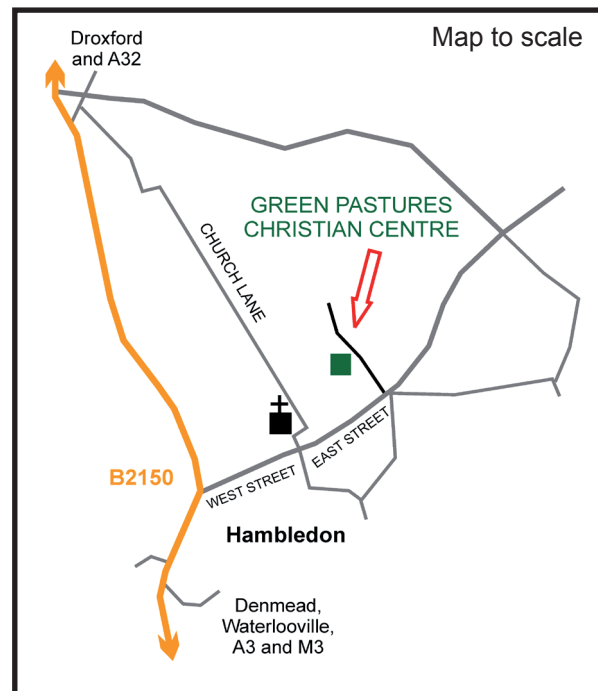 Map to scale
Droxford
and A32
GREEN PASTURES
CHRISTIAN CENTRE
CHURCH LANE
EAST STREET
WEST STREET
B2150
Hambledon
Denmead,
Waterlooville,
A3 and M3